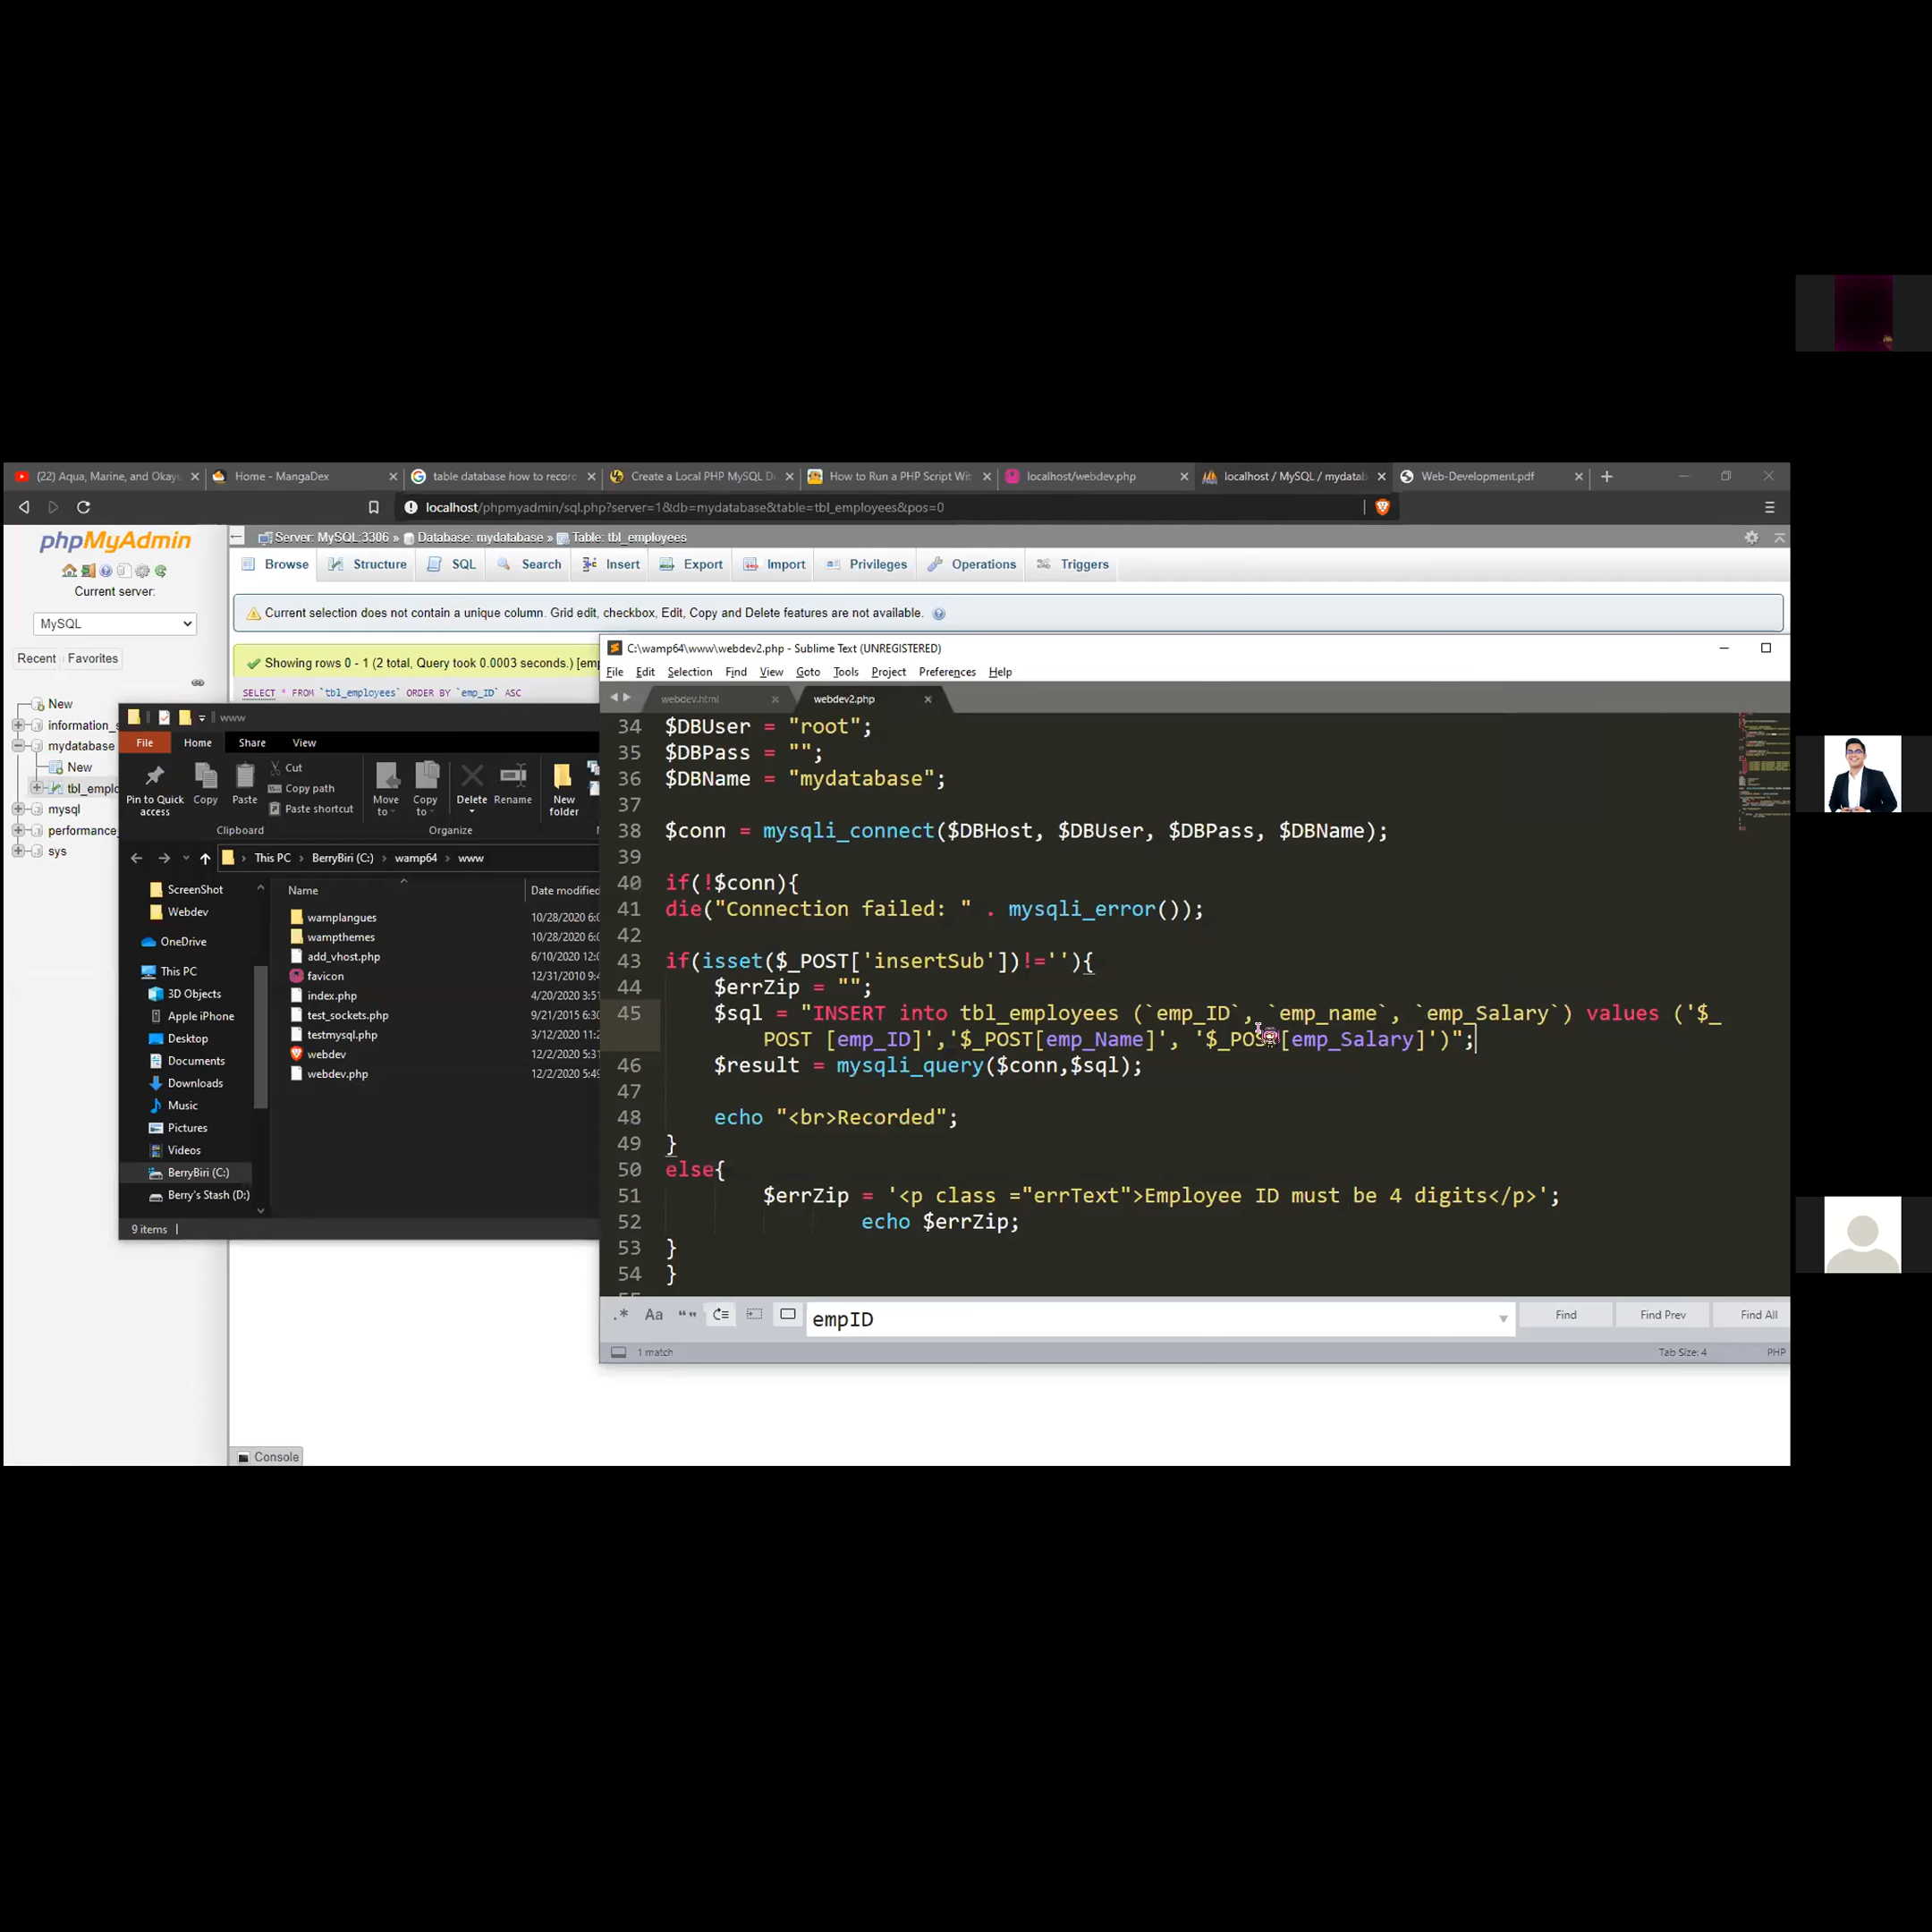 (22) Aqua, Marine, and Okayu
Home - MangaDex
table database how to record
Create a Local PHP MySQL D
How to Run a PHP Script Wit
localhost/webdev.php
localhost / MySQL / mydatab
Web-Development.pdf
localhost/phpmyadmin/sql.php?server=1&db=mydatabase&table=tbl_employees&pos=0
phpMyAdmin
Current server:
MySQL
Recent Favorites
New
information_s
mydatabase
New
tbl_emplo
mysql
performance_
sys
Server: MySQL:3306 » Database: mydatabase » Table: tbl_employees
Browse Structure SQL Search Insert Export Import Privileges Operations Triggers
Current selection does not contain a unique column. Grid edit, checkbox, Edit, Copy and Delete features are not available.
Showing rows 0 - 1 (2 total, Query took 0.0003 seconds.) [emp
SELECT * FROM `tbl_employees` ORDER BY `emp_ID` ASC
www
File Home Share View
Pin to Quick access
Copy
Paste
Cut
Copy path
Paste shortcut
Move to
Copy to
Delete
Rename
New folder
Clipboard
Organize
This PC > BerryBiri (C:) > wamp64 > www
ScreenShot
Webdev
OneDrive
This PC
3D Objects
Apple iPhone
Desktop
Documents
Downloads
Music
Pictures
Videos
BerryBiri (C:)
Berry's Stash (D:)
Name Date modified
wamplangues 10/28/2020 6:0
wampthemes 10/28/2020 6:0
add_vhost.php 6/10/2020 12:0
favicon 12/31/2010 9:4
index.php 4/20/2020 3:51
test_sockets.php 9/21/2015 6:30
testmysql.php 3/12/2020 11:2
webdev 12/2/2020 5:31
webdev.php 12/2/2020 5:49
9 items
C:\wamp64\www\webdev2.php - Sublime Text (UNREGISTERED)
File Edit Selection Find View Goto Tools Project Preferences Help
webdev.html
webdev2.php
34 $DBUser = "root";
35 $DBPass = "";
36 $DBName = "mydatabase";
37
38 $conn = mysqli_connect($DBHost, $DBUser, $DBPass, $DBName);
39
40 if(!$conn){
41 die("Connection failed: " . mysqli_error());
42
43 if(isset($_POST['insertSub'])!=''){
44 $errZip = "";
45 $sql = "INSERT into tbl_employees (`emp_ID`, `emp_name`, `emp_Salary`) values ('$_
POST [emp_ID]','$_POST[emp_Name]', '$_POST[emp_Salary]')";
46 $result = mysqli_query($conn,$sql);
47
48 echo "<br>Recorded";
49 }
50 else{
51 $errZip = '<p class ="errText">Employee ID must be 4 digits</p>';
52 echo $errZip;
53 }
54 }
.* Aa
empID
Find Find Prev Find All
1 match
Tab Size: 4 PHP
Console